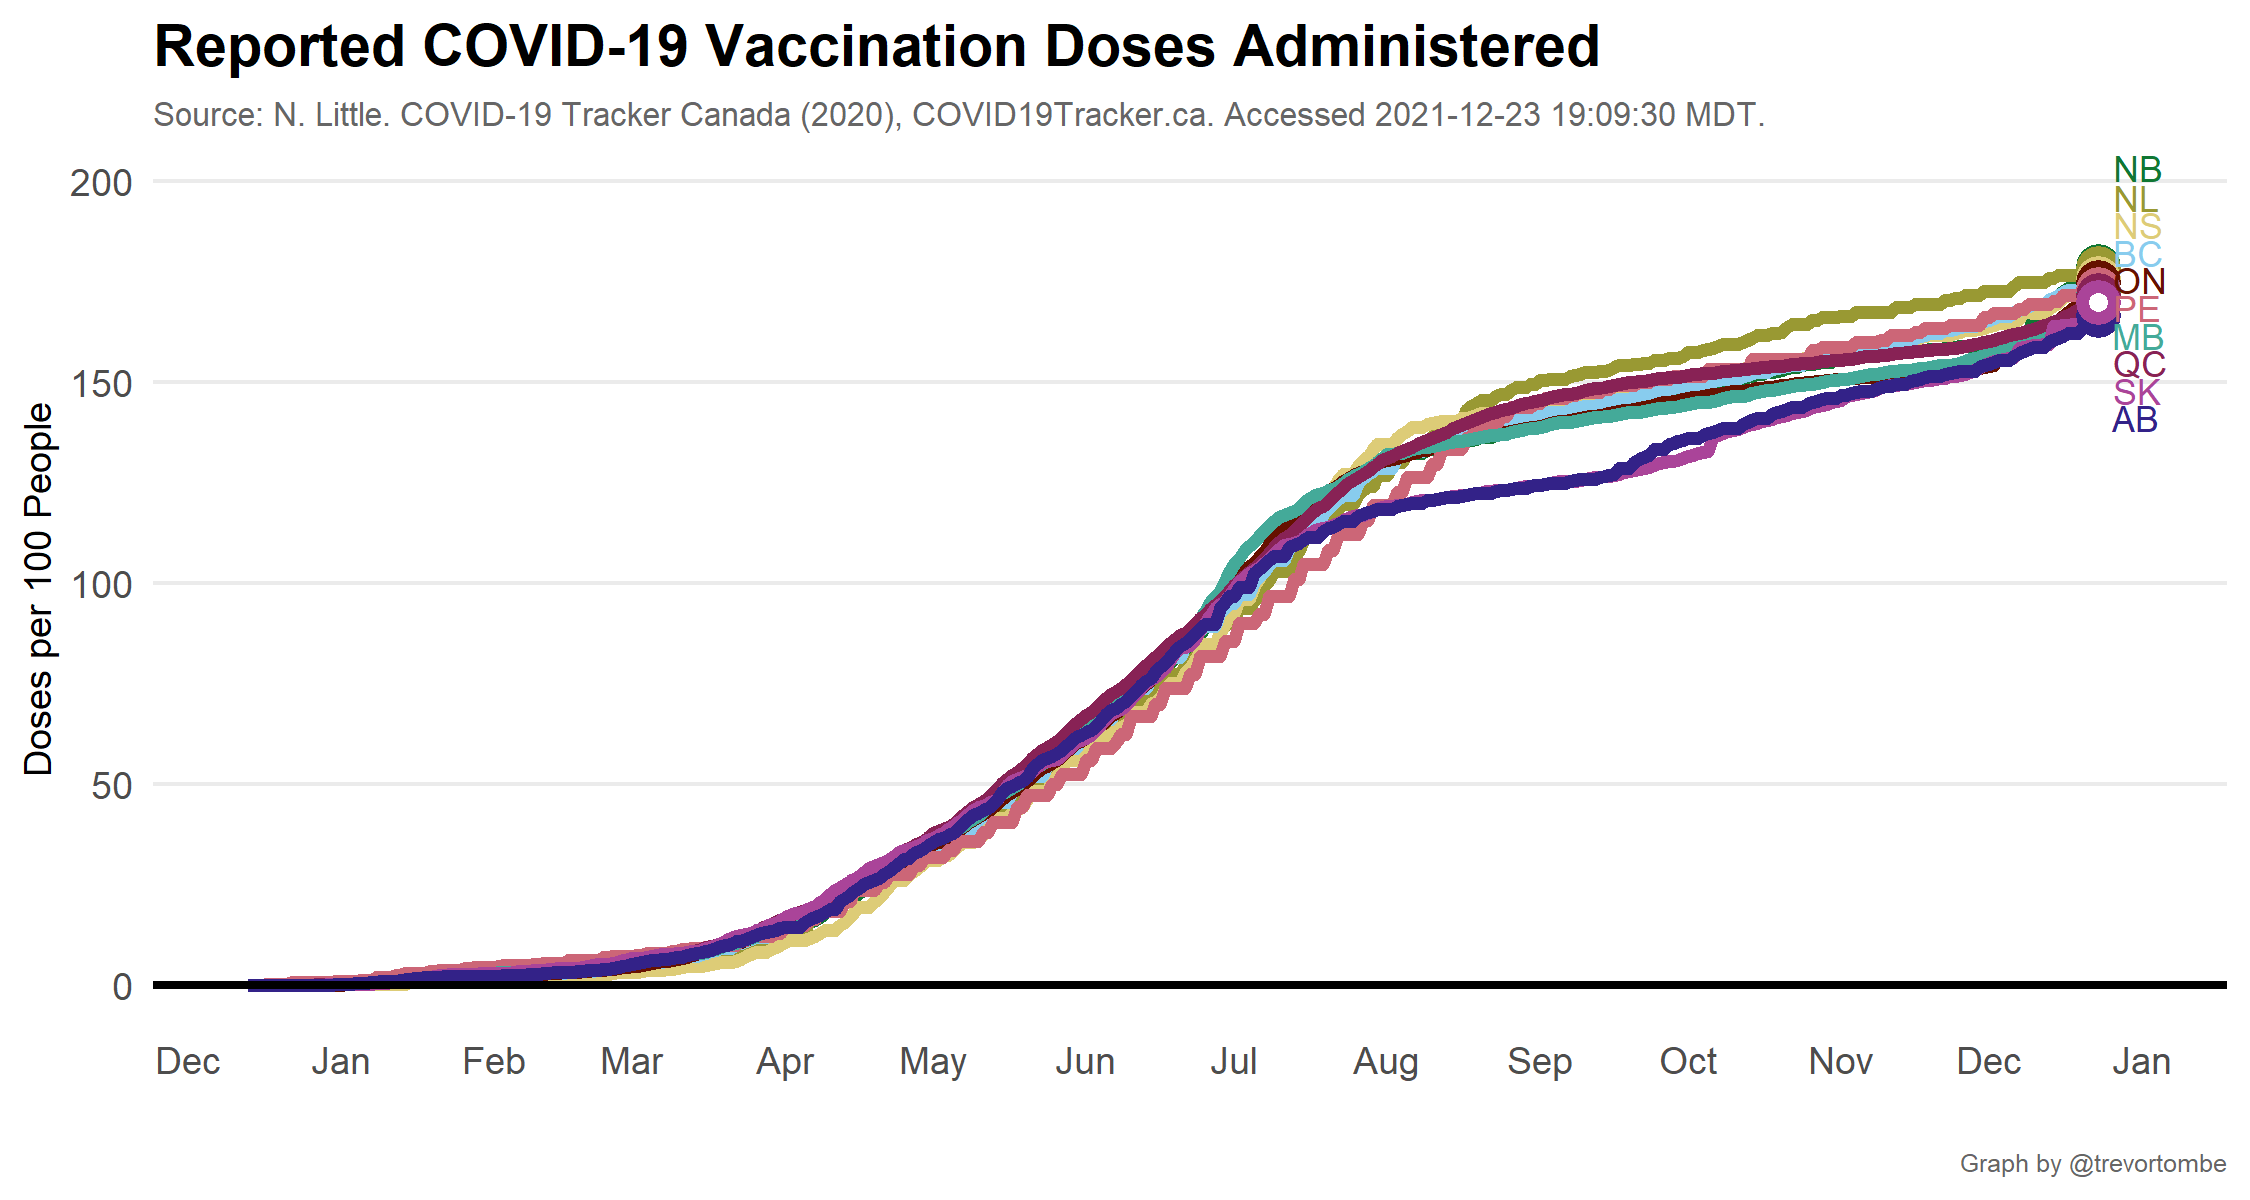 Reported COVID-19 Vaccination Doses Administered
Source: N. Little. COVID-19 Tracker Canada (2020), COVID19Tracker.ca. Accessed 2021-12-23 19:09:30 MDT.
Doses per 100 People
200
150
100
50
0
NB
NL
NS
BC
ON
PE
MB
QC
SK
AB
Dec Jan Feb Mar Apr May Jun Jul Aug Sep Oct Nov Dec Jan
Graph by @trevortombe